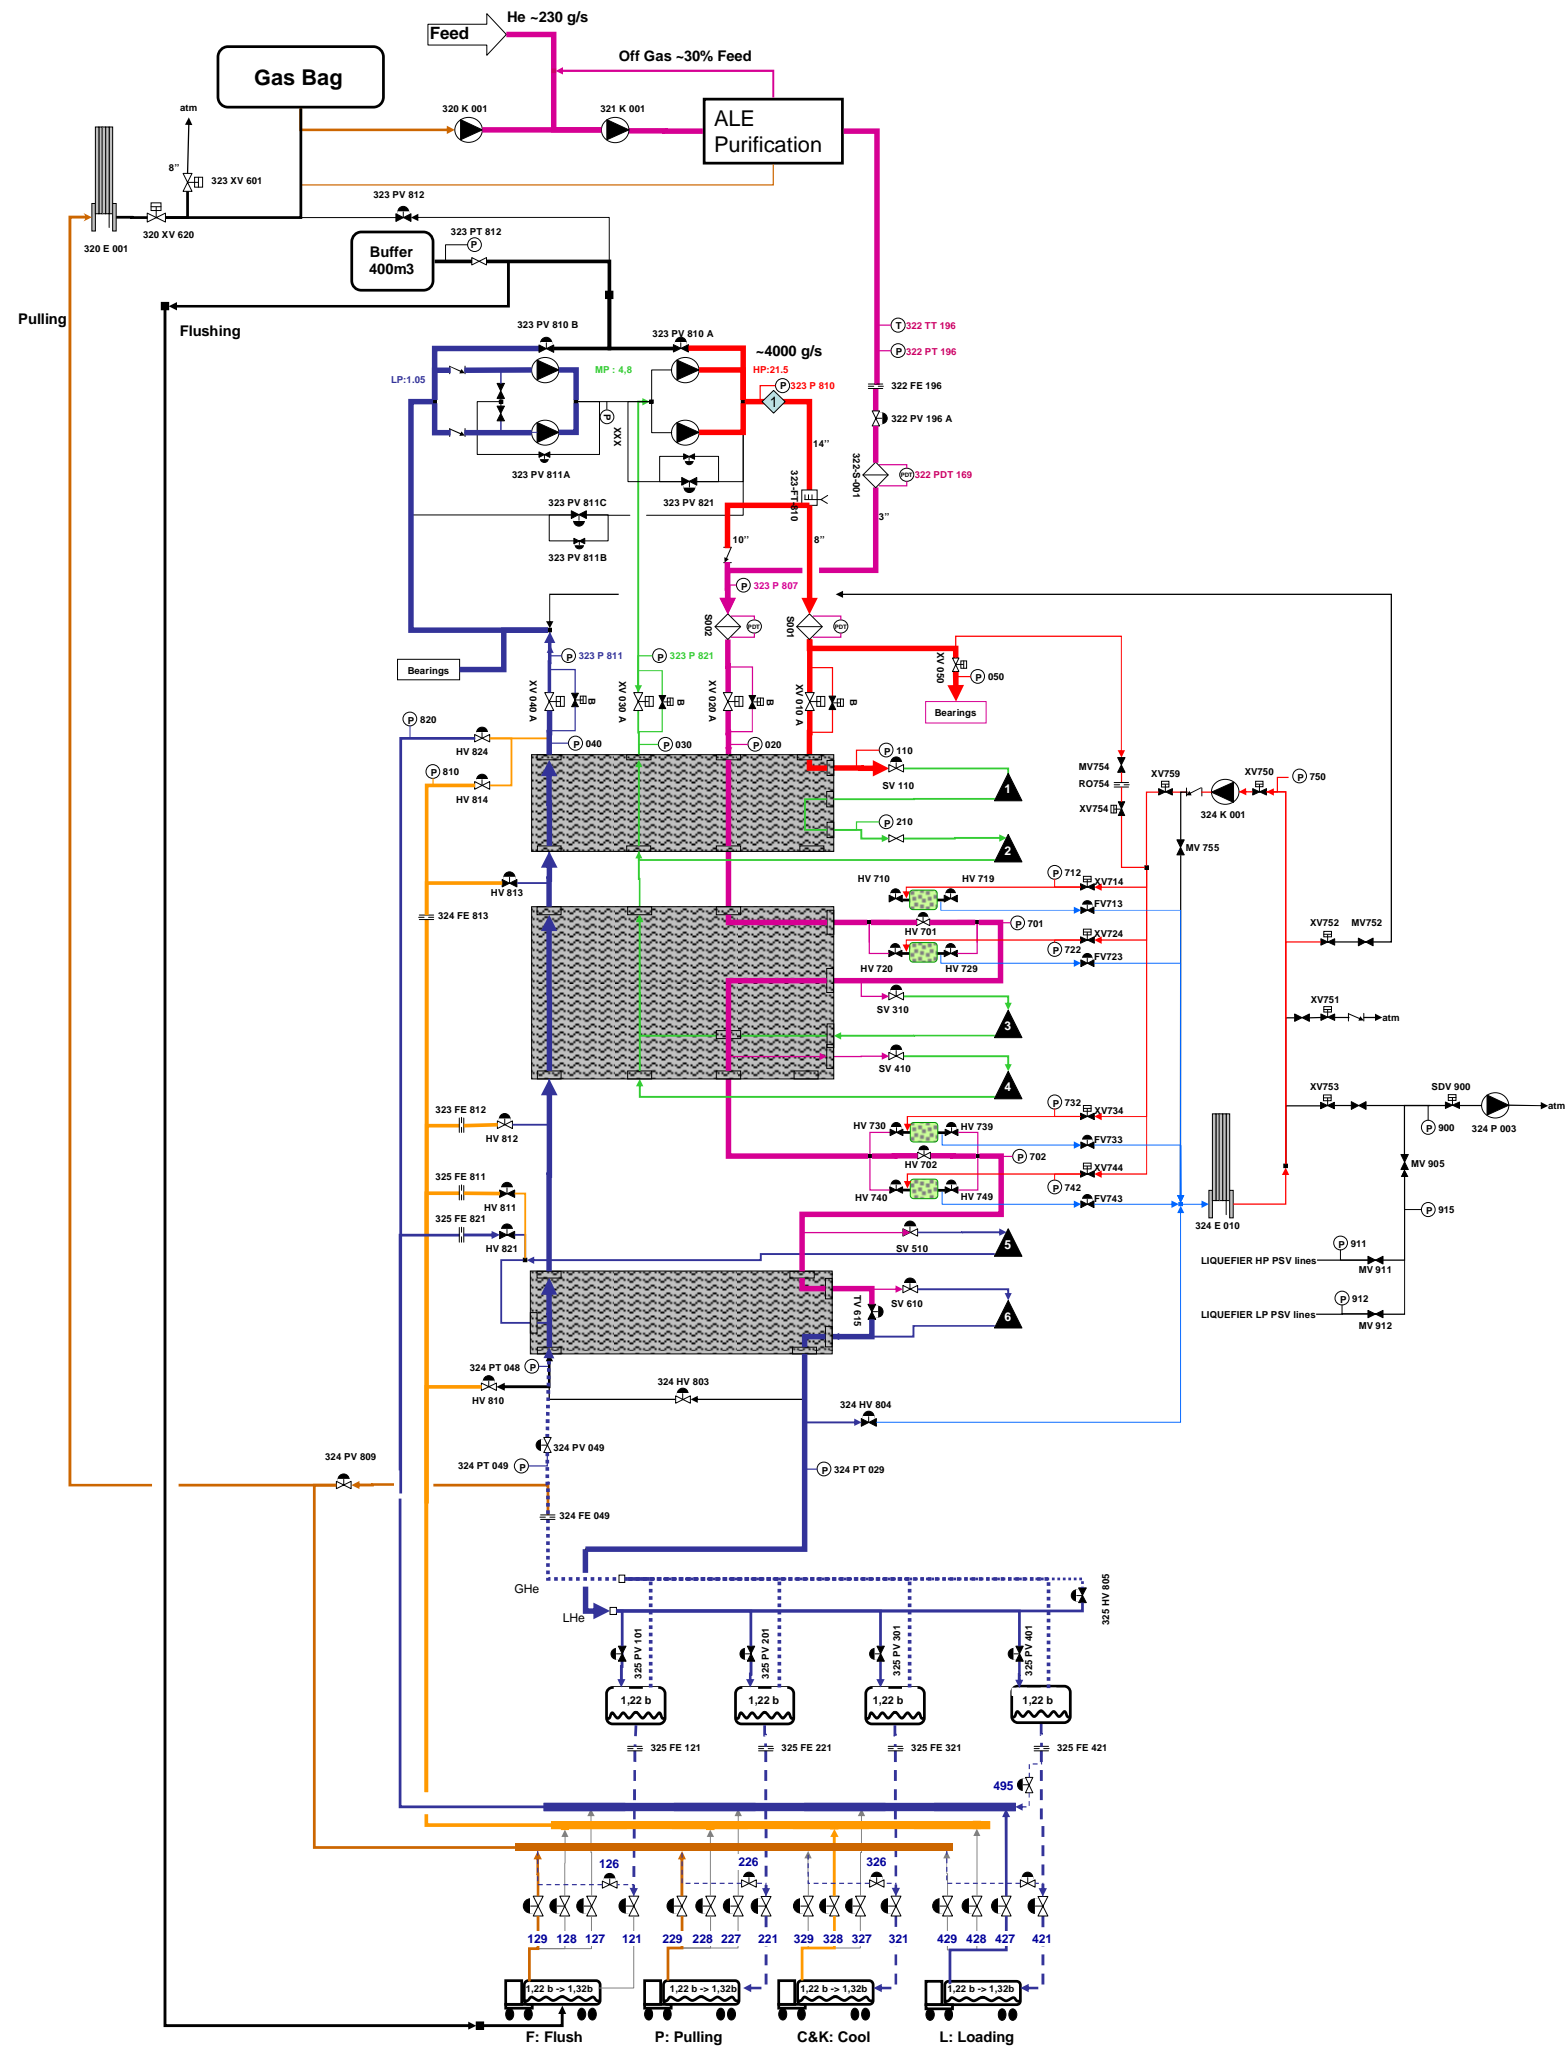 He ~230 g/s
Feed
Off Gas ~30% Feed
Gas Bag
atm
320 K 001
321 K 001
ALE
Purification
8"
323 XV 601
323 PV 812
320 E 001
320 XV 620
323 PT 812
P
Buffer
400m3
Pulling
Flushing
T
322 TT 196
P
322 PT 196
323 PV 810 B
323 PV 810 A
~4000 g/s
LP:1.05
MP : 4,8
HP:21.5
P
323 P 810
322 FE 196
1
P
XXX
322 PV 196 A
14"
323 PV 811A
323 PV 821
322-S-001
PDT
322 PDT 169
323-FT-810
E
323 PV 811C
3"
10"
8"
323 PV 811B
P
323 P 807
S002
PDT
S001
PDT
P
323 P 811
P
323 P 821
Bearings
XV 050
P
050
XV 040 A
B
XV 030 A
B
XV 020 A
B
XV 010 A
B
Bearings
P
820
HV 824
P
040
P
030
P
020
P
110
SV 110
1
P
810
HV 814
MV754
RO754
XV754
XV759
XV750
P
750
324 K 001
P
210
2
MV 755
HV 813
324 FE 813
HV 710
HV 719
P
712
XV714
FV713
HV 701
P
701
XV724
P
722
FV723
HV 720
HV 729
XV752
MV752
SV 310
3
XV751
atm
SV 410
4
XV753
SDV 900
324 P 003
atm
P
900
323 FE 812
HV 812
HV 730
HV 739
P
732
XV734
FV733
HV 702
P
702
XV744
P
742
FV743
HV 740
HV 749
MV 905
325 FE 811
HV 811
325 FE 821
HV 821
324 E 010
P
915
SV 510
5
P
911
LIQUEFIER HP PSV lines
MV 911
SV 610
TV 615
6
P
912
LIQUEFIER LP PSV lines
MV 912
324 PT 048
P
HV 810
324 HV 803
324 HV 804
324 PV 049
324 PV 809
324 PT 049
P
P
324 PT 029
324 FE 049
GHe
LHe
325 HV 805
325 PV 101
325 PV 201
325 PV 301
325 PV 401
1,22 b
1,22 b
1,22 b
1,22 b
325 FE 121
325 FE 221
325 FE 321
325 FE 421
495
126
226
326
129
128
127
121
229
228
227
221
329
328
327
321
429
428
427
421
1,22 b -> 1,32b
1,22 b -> 1,32b
1,22 b -> 1,32b
1,22 b -> 1,32b
F: Flush
P: Pulling
C&K: Cool
L: Loading